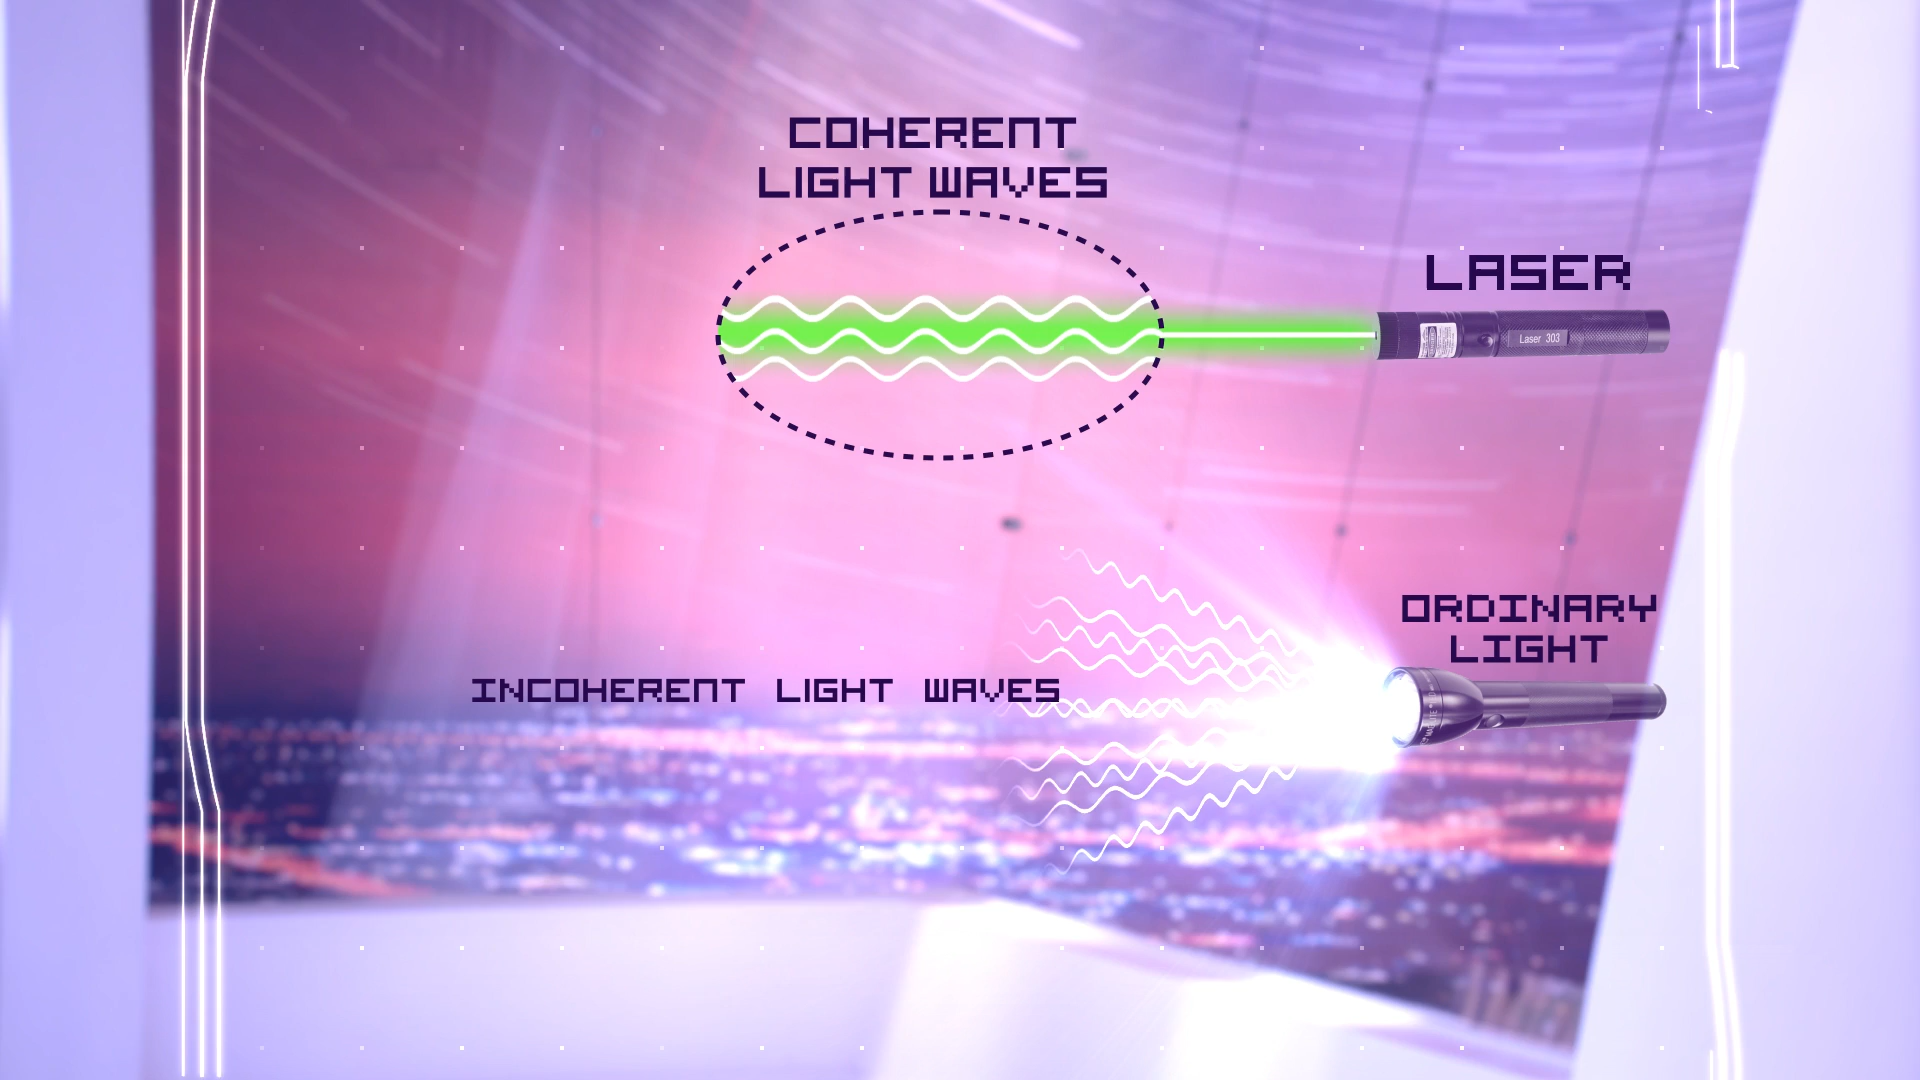 COHERENT
LIGHT WAVES
LASER
Laser 303
ORDINARY
LIGHT
INCOHERENT LIGHT WAVES